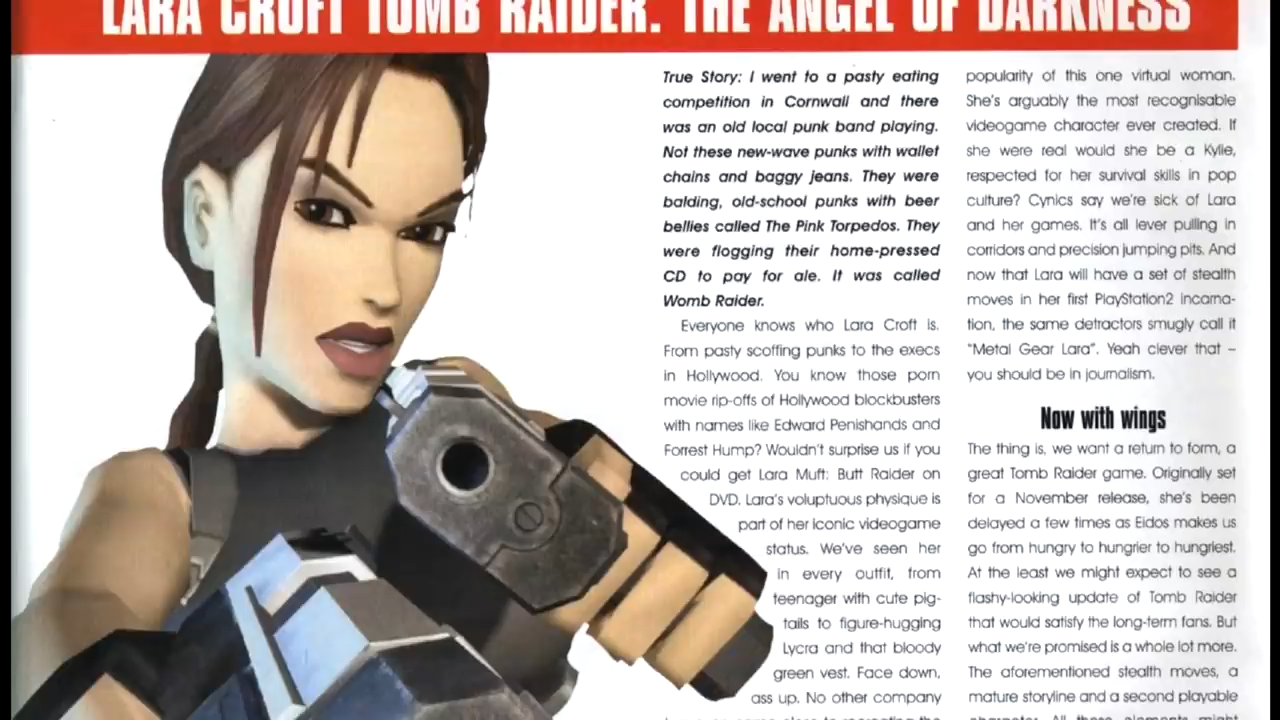 LARA CROFT TOMB RAIDER. THE ANGEL OF DARKNESS
True Story: I went to a pasty eating
competition in Cornwall and there
was an old local punk band playing.
Not these new-wave punks with wallet
chains and baggy jeans. They were
balding, old-school punks with beer
bellies called The Pink Torpedos. They
were flogging their home-pressed
CD to pay for ale. It was called
Womb Raider.
Everyone knows who Lara Croft is.
From pasty scoffing punks to the execs
in Hollywood. You know those porn
movie rip-offs of Hollywood blockbusters
with names like Edward Penishands and
Forrest Hump? Wouldn't surprise us if you
could get Lara Muft: Butt Raider on
DVD. Lara's voluptuous physique is
part of her iconic videogame
status. We've seen her
in every outfit, from
teenager with cute pig-
tails to figure-hugging
Lycra and that bloody
green vest. Face down,
ass up. No other company
popularity of this one virtual woman.
She's arguably the most recognisable
videogame character ever created. If
she were real would she be a Kylie,
respected for her survival skills in pop
culture? Cynics say we're sick of Lara
and her games. It's all lever pulling in
corridors and precision jumping pits. And
now that Lara will have a set of stealth
moves in her first PlayStation2 incarna-
tion, the same detractors smugly call it
"Metal Gear Lara". Yeah clever that –
you should be in journalism.
Now with wings
The thing is, we want a return to form, a
great Tomb Raider game. Originally set
for a November release, she's been
delayed a few times as Eidos makes us
go from hungry to hungrier to hungriest.
At the least we might expect to see a
flashy-looking update of Tomb Raider
that would satisfy the long-term fans. But
what we're promised is a whole lot more.
The aforementioned stealth moves, a
mature storyline and a second playable